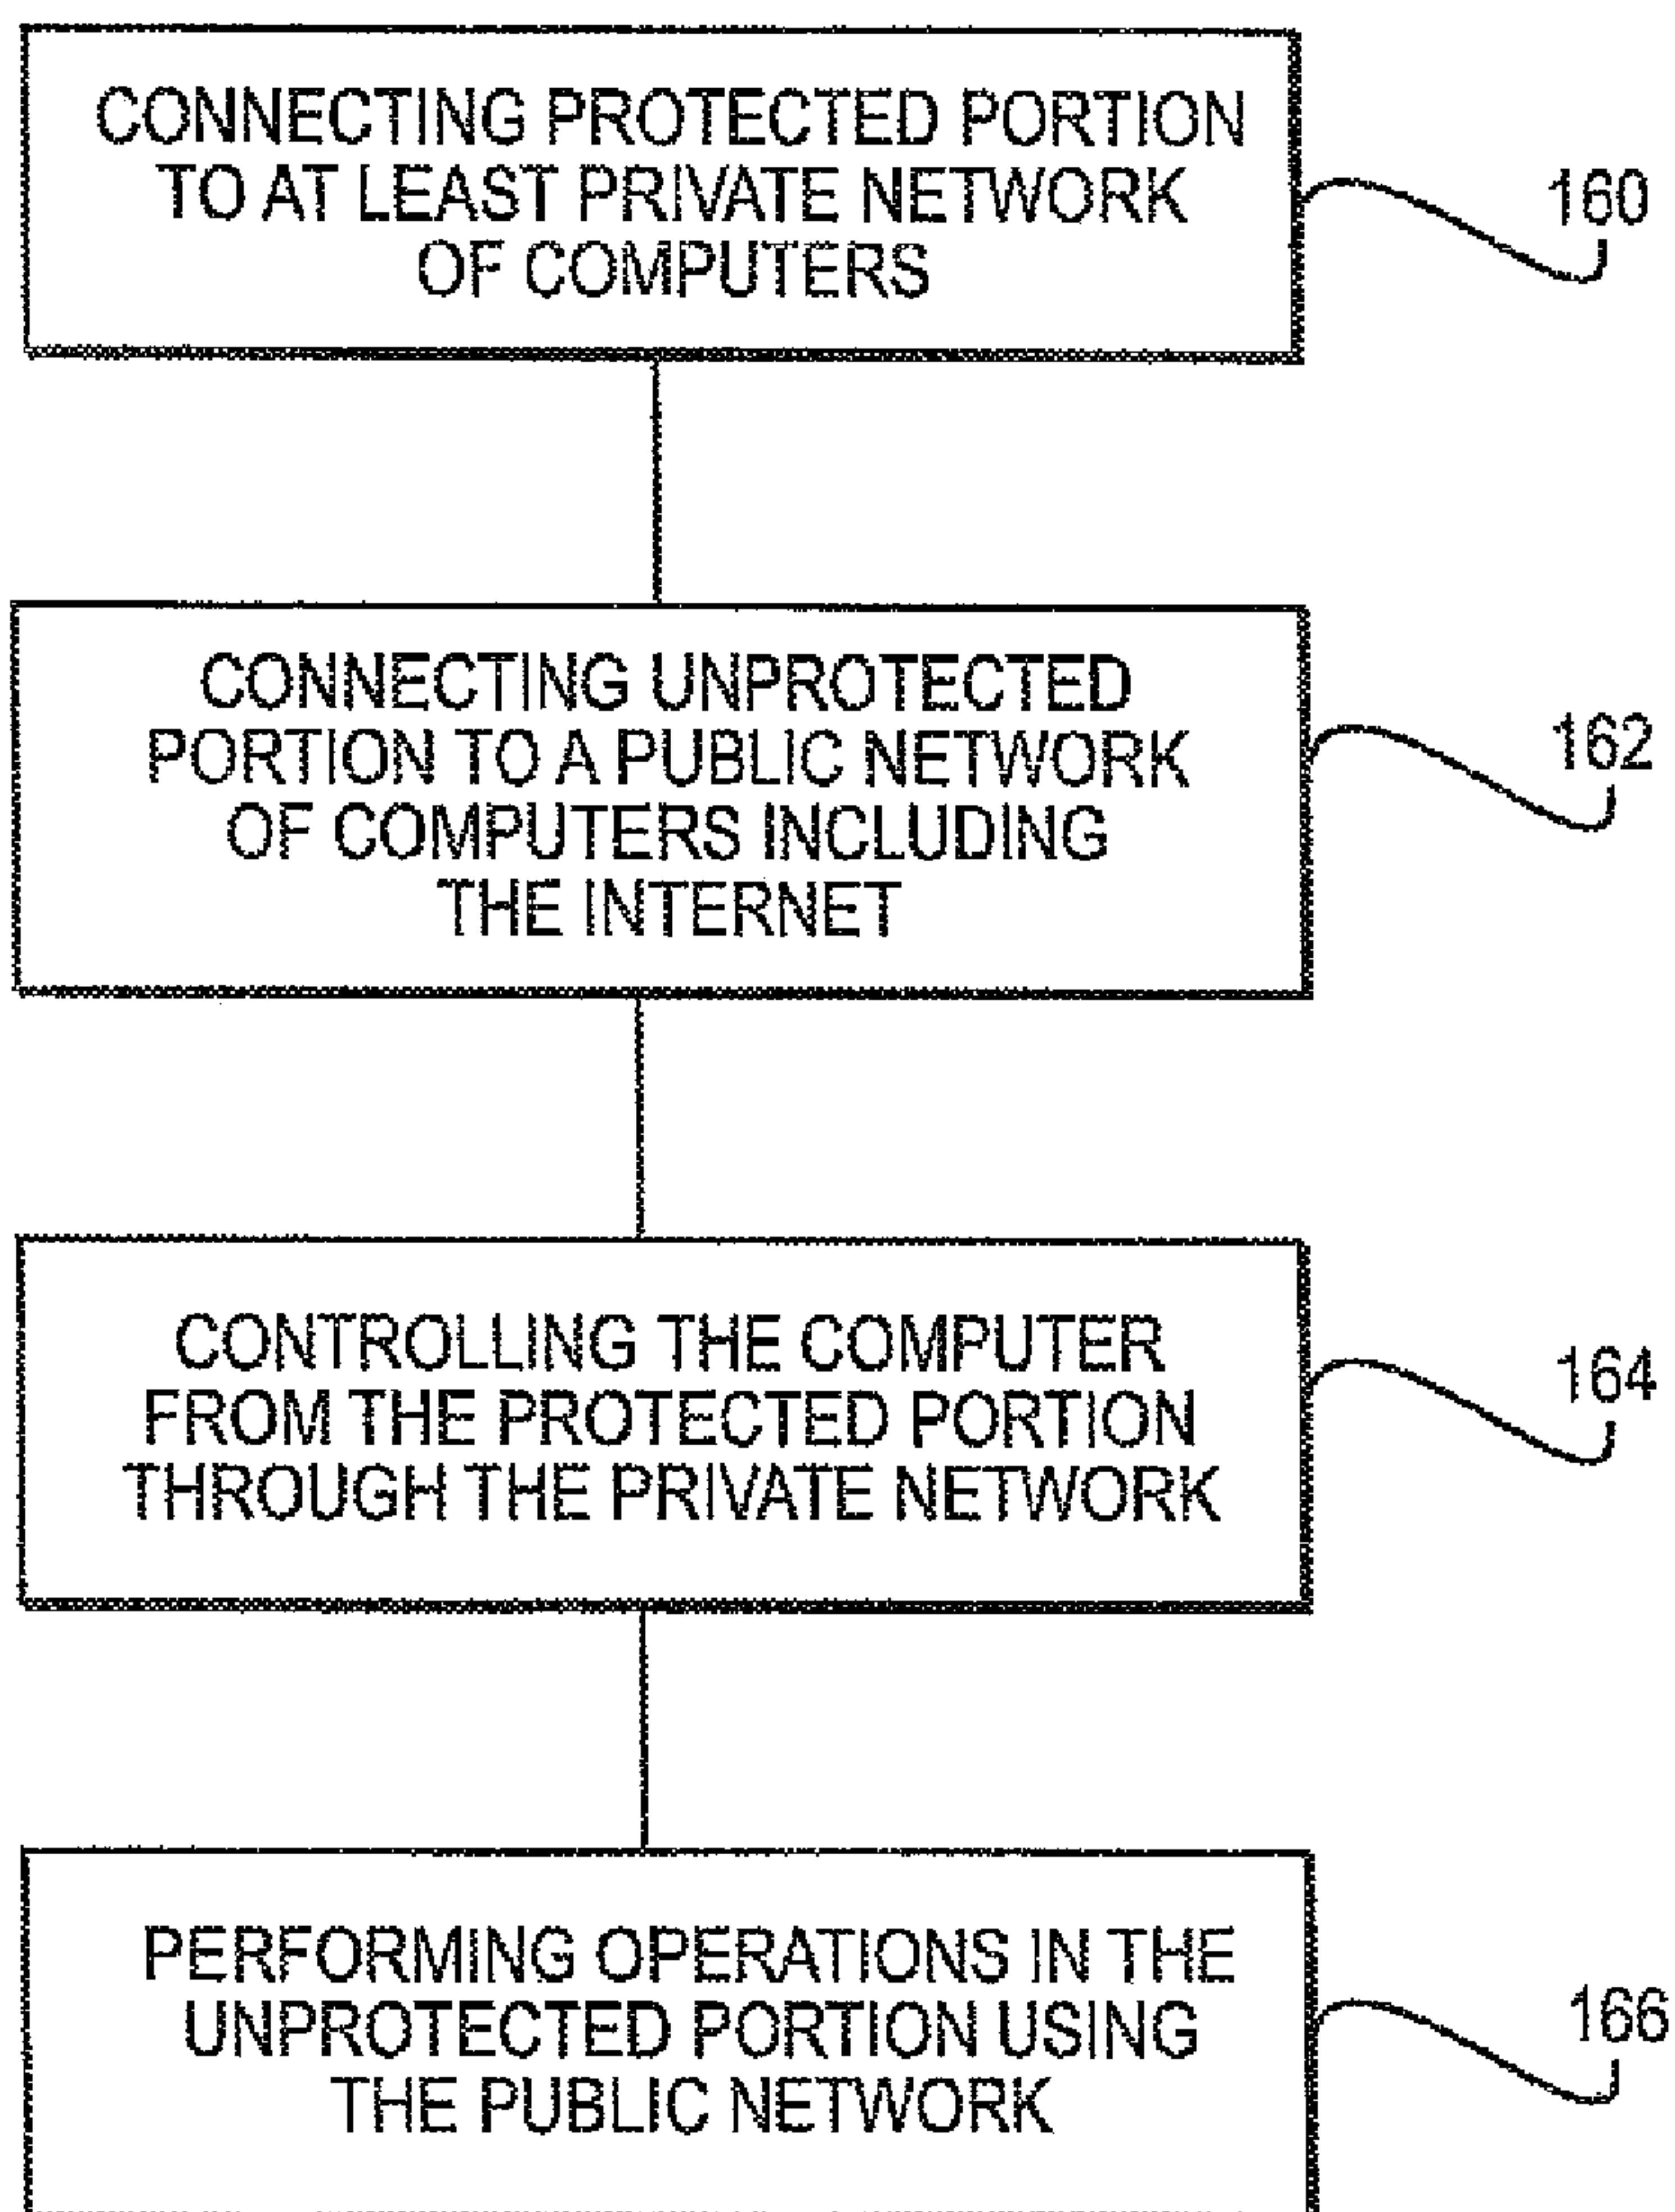 CONNECTING PROTECTED PORTION
TO AT LEAST PRIVATE NETWORK
OF COMPUTERS
160
CONNECTING UNPROTECTED
PORTION TO A PUBLIC NETWORK
OF COMPUTERS INCLUDING
THE INTERNET
162
CONTROLLING THE COMPUTER
FROM THE PROTECTED PORTION
THROUGH THE PRIVATE NETWORK
164
PERFORMING OPERATIONS IN THE
UNPROTECTED PORTION USING
THE PUBLIC NETWORK
166